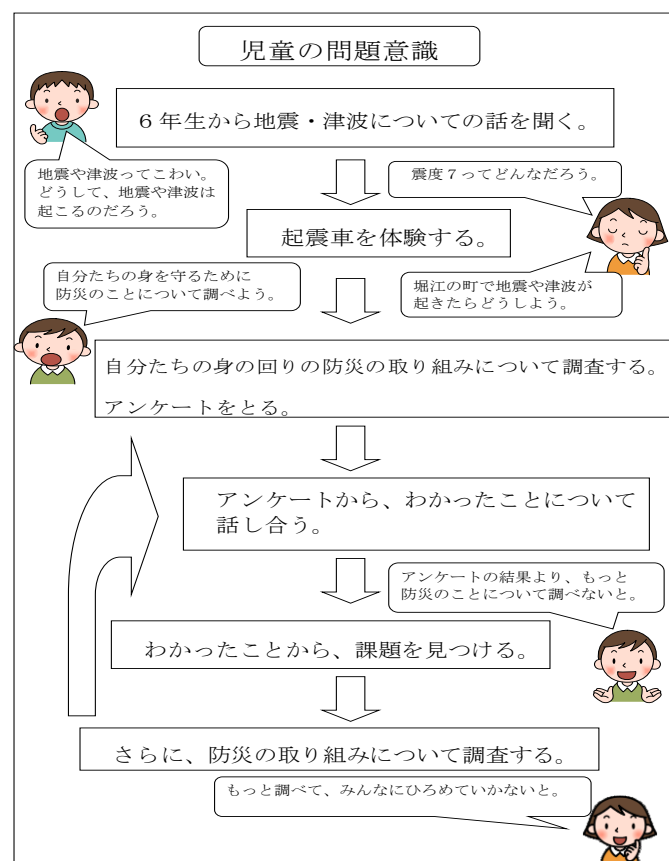 児童の問題意識
6年生から地震・津波についての話を聞く。
地震や津波ってこわい。
どうして、地震や津波は
起こるのだろう。
震度7ってどんなだろう。
起震車を体験する。
自分たちの身を守るために
防災のことについて調べよう。
堀江の町で地震や津波が
起きたらどうしよう。
自分たちの身の回りの防災の取り組みについて調査する。
アンケートをとる。
アンケートから、わかったことについて
話し合う。
アンケートの結果より、もっと
防災のことについて調べないと。
わかったことから、課題を見つける。
さらに、防災の取り組みについて調査する。
もっと調べて、みんなにひろめていかないと。